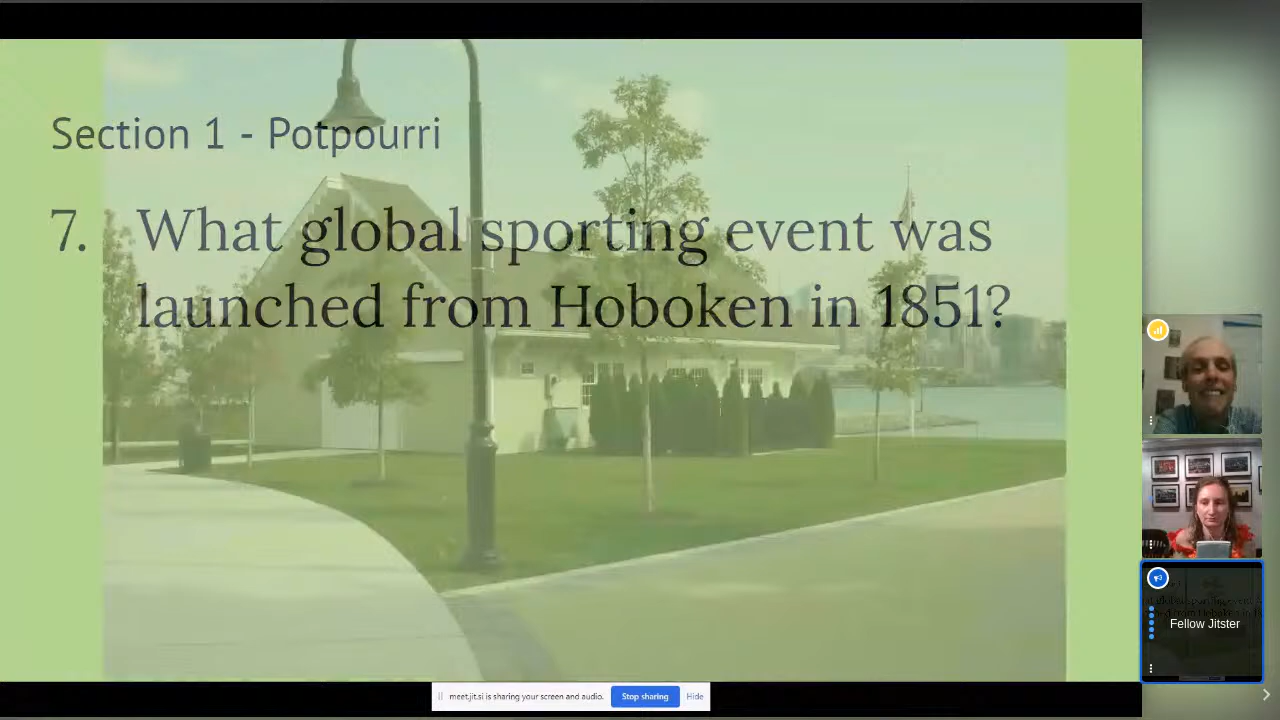 Section 1 - Potpourri
7. What global sporting event was
launched from Hoboken in 1851?
Fellow Jitster
meet.jit.si is sharing your screen and audio. Stop sharing Hide